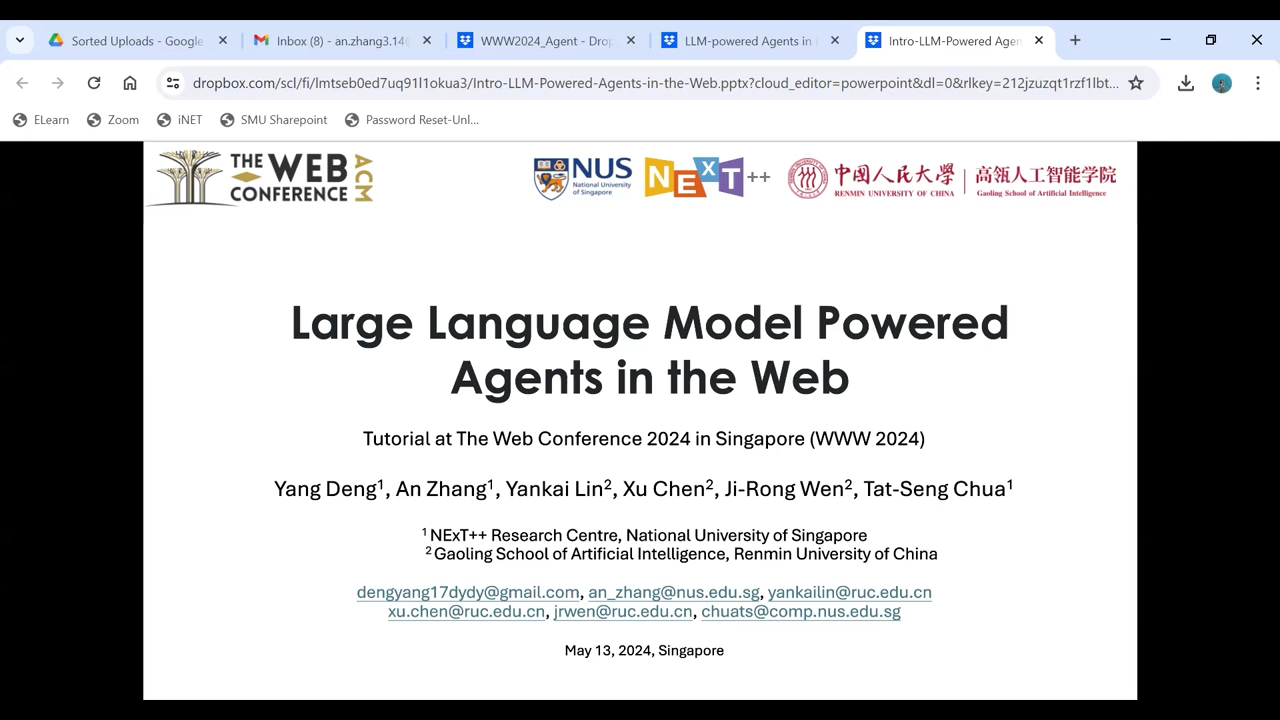 Sorted Uploads - Google
Inbox (8) - an.zhang3.14
WWW2024_Agent - Drop
LLM-powered Agents in
Intro-LLM-Powered Agen
dropbox.com/scl/fi/lmtseb0ed7uq91l1okua3/Intro-LLM-Powered-Agents-in-the-Web.pptx?cloud_editor=powerpoint&dl=0&rlkey=212jzuzqt1rzf1lbt...
ELearn
Zoom
iNET
SMU Sharepoint
Password Reset-Unl...
THE WEB CONFERENCE ACM
NUS
National University of Singapore
NExT++
中国人民大學
RENMIN UNIVERSITY OF CHINA
高瓴人工智能学院
Gaoling School of Artificial Intelligence
Large Language Model Powered
Agents in the Web
Tutorial at The Web Conference 2024 in Singapore (WWW 2024)
Yang Deng¹, An Zhang¹, Yankai Lin², Xu Chen², Ji-Rong Wen², Tat-Seng Chua¹
¹ NExT++ Research Centre, National University of Singapore
² Gaoling School of Artificial Intelligence, Renmin University of China
dengyang17dydy@gmail.com, an_zhang@nus.edu.sg, yankailin@ruc.edu.cn
xu.chen@ruc.edu.cn, jrwen@ruc.edu.cn, chuats@comp.nus.edu.sg
May 13, 2024, Singapore